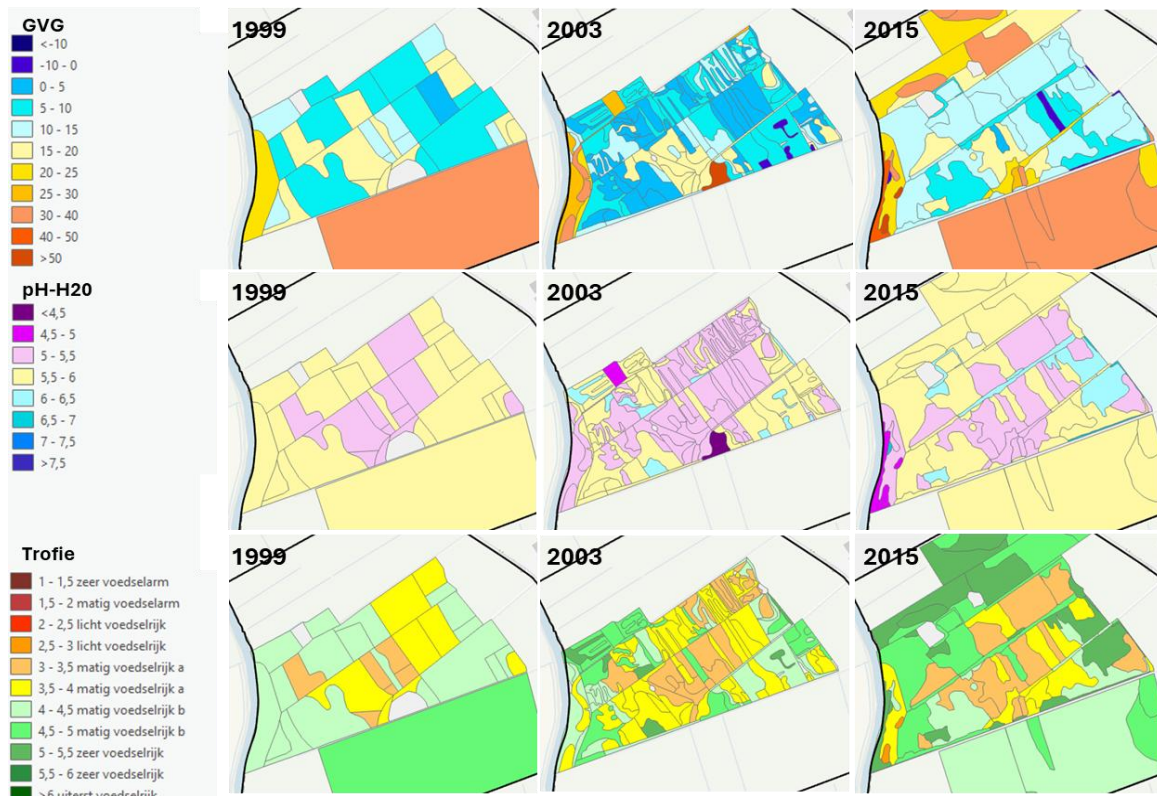 GVG
<-10
-10 - 0
0 - 5
5 - 10
10 - 15
15 - 20
20 - 25
25 - 30
30 - 40
40 - 50
>50
1999
2003
2015
pH-H20
<4,5
4,5 - 5
5 - 5,5
5,5 - 6
6 - 6,5
6,5 - 7
7 - 7,5
>7,5
1999
2003
2015
Trofie
1 - 1,5 zeer voedselarm
1,5 - 2 matig voedselarm
2 - 2,5 licht voedselrijk
2,5 - 3 licht voedselrijk
3 - 3,5 matig voedselrijk a
3,5 - 4 matig voedselrijk a
4 - 4,5 matig voedselrijk b
4,5 - 5 matig voedselrijk b
5 - 5,5 zeer voedselrijk
5,5 - 6 zeer voedselrijk
>6 uiterst voedselrijk
1999
2003
2015